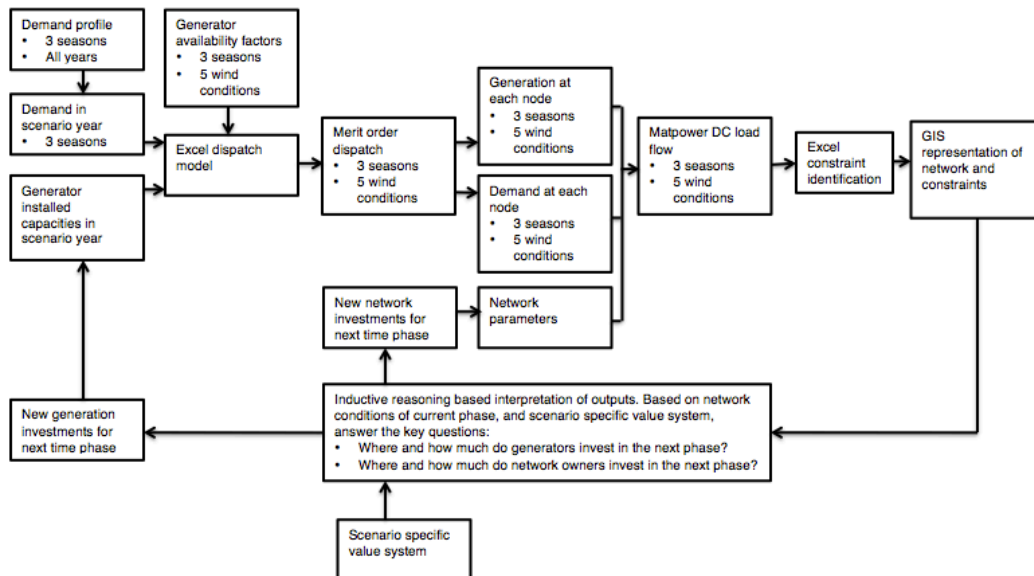 Demand profile
• 3 seasons
• All years
Generator
availability factors
• 3 seasons
• 5 wind
conditions
Demand in
scenario year
• 3 seasons
Generator
installed
capacities in
scenario year
Excel dispatch
model
Merit order
dispatch
• 3 seasons
• 5 wind
conditions
Generation at
each node
• 3 seasons
• 5 wind
conditions
Demand at each
node
• 3 seasons
• 5 wind
conditions
Matpower DC load
flow
• 3 seasons
• 5 wind
conditions
Excel
constraint
identification
GIS
representation of
network and
constraints
New network
investments for
next time phase
Network
parameters
New generation
investments for
next time phase
Inductive reasoning based interpretation of outputs. Based on network
conditions of current phase, and scenario specific value system,
answer the key questions:
• Where and how much do generators invest in the next phase?
• Where and how much do network owners invest in the next phase?
Scenario specific
value system